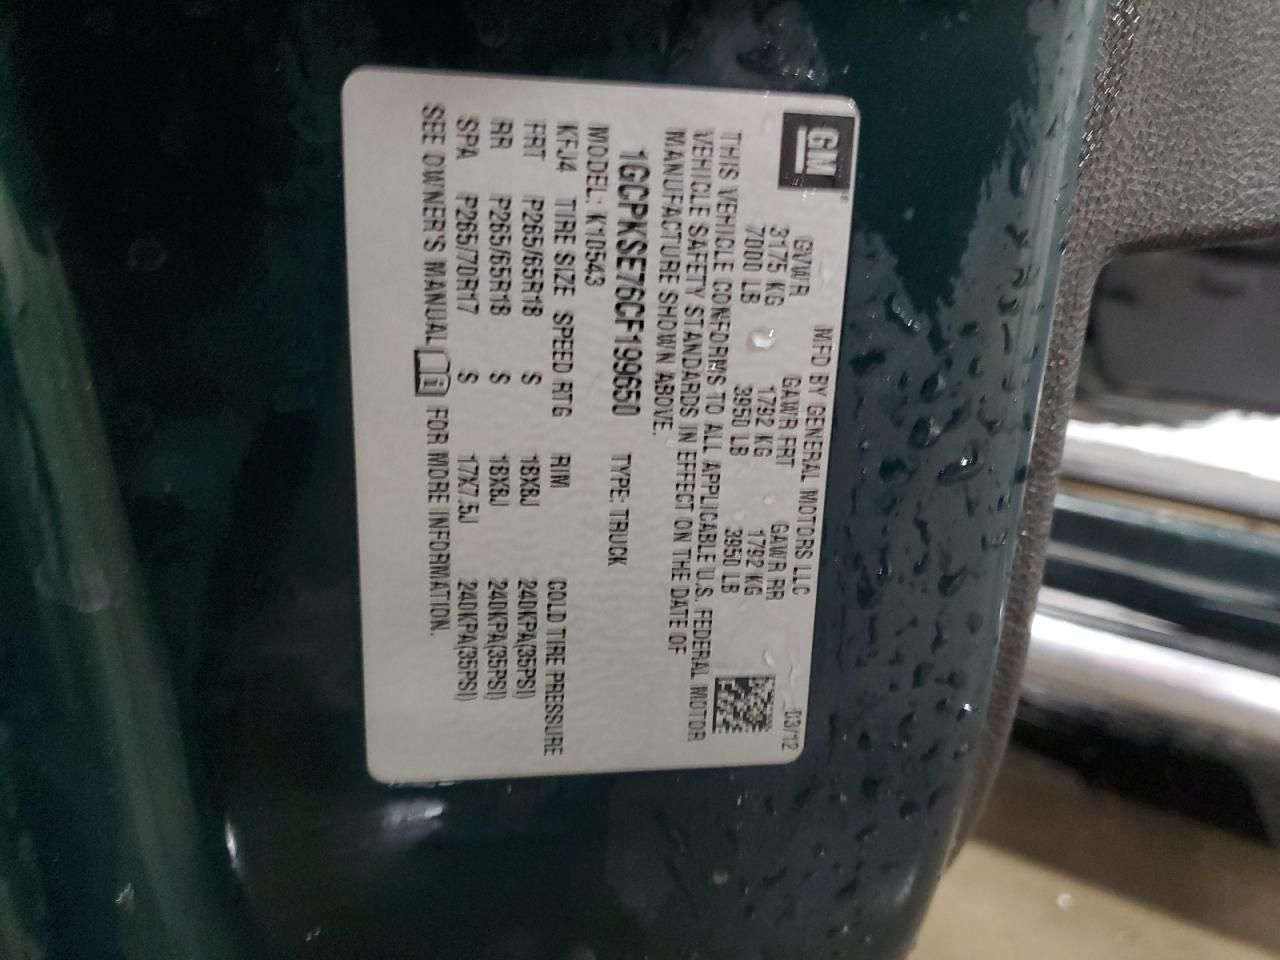 GM
MFD BY GENERAL MOTORS LLC 03/12
GVWR GAWR FRT GAWR RR
3175 KG 1792 KG 1792 KG
7000 LB 3950 LB 3950 LB
THIS VEHICLE CONFORMS TO ALL APPLICABLE U.S. FEDERAL MOTOR
VEHICLE SAFETY STANDARDS IN EFFECT ON THE DATE OF
MANUFACTURE SHOWN ABOVE.
1GCPKSE76CF199650 TYPE: TRUCK
MODEL: K10543
KFJ4 TIRE SIZE SPEED RTG RIM COLD TIRE PRESSURE
FRT P265/65R18 S 18X8J 240KPA(35PSI)
RR P265/65R18 S 18X8J 240KPA(35PSI)
SPA P265/70R17 S 17X7.5J 240KPA(35PSI)
SEE OWNER'S MANUAL FOR MORE INFORMATION.